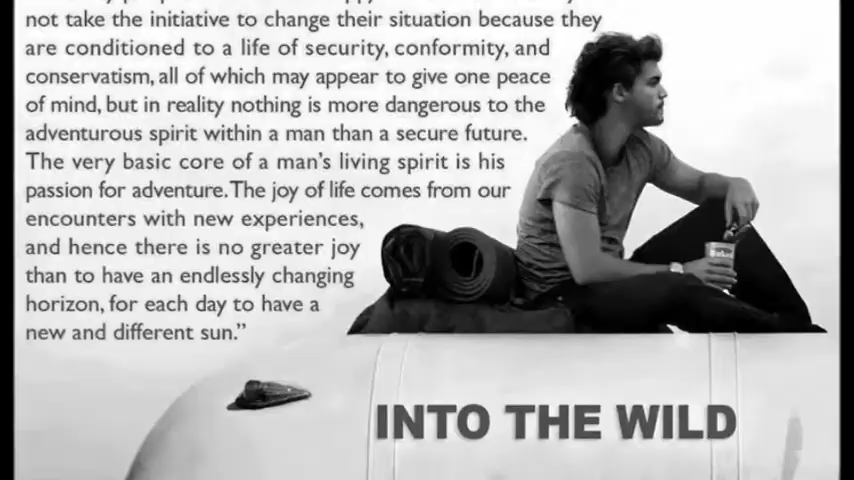 not take the initiative to change their situation because they
are conditioned to a life of security, conformity, and
conservatism, all of which may appear to give one peace
of mind, but in reality nothing is more dangerous to the
adventurous spirit within a man than a secure future.
The very basic core of a man's living spirit is his
passion for adventure. The joy of life comes from our
encounters with new experiences,
and hence there is no greater joy
than to have an endlessly changing
horizon, for each day to have a
new and different sun.”
INTO THE WILD